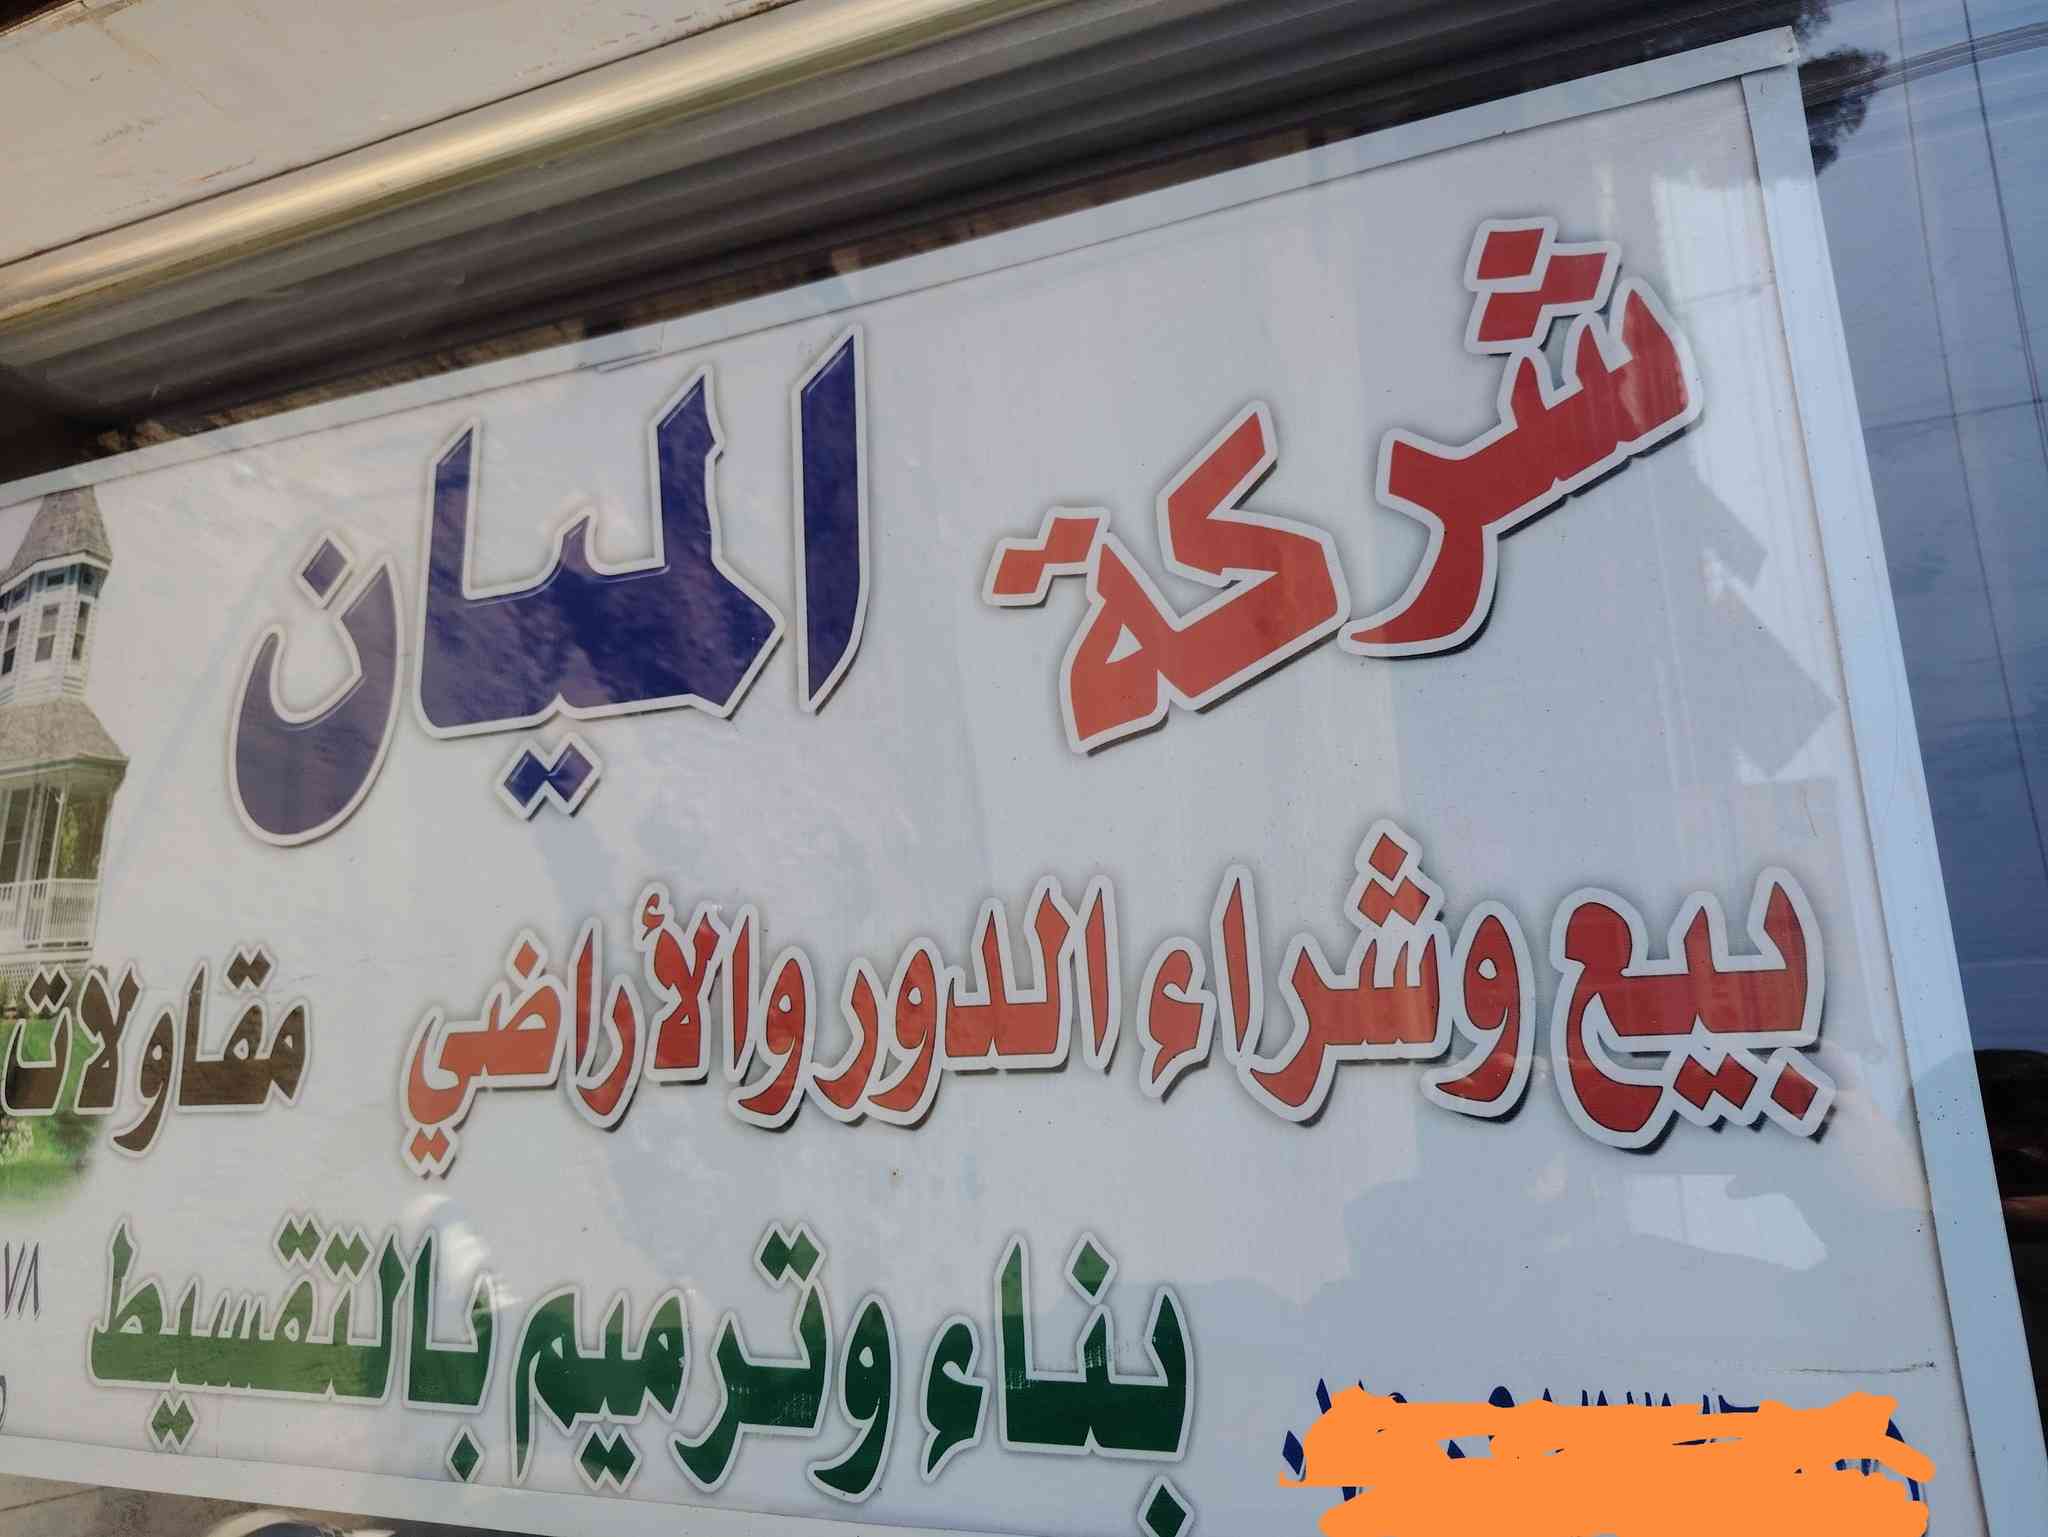 شركة الميان
بيع وشراء الدور والأراضي مقاولات
بناء وترميم بالتقسيط